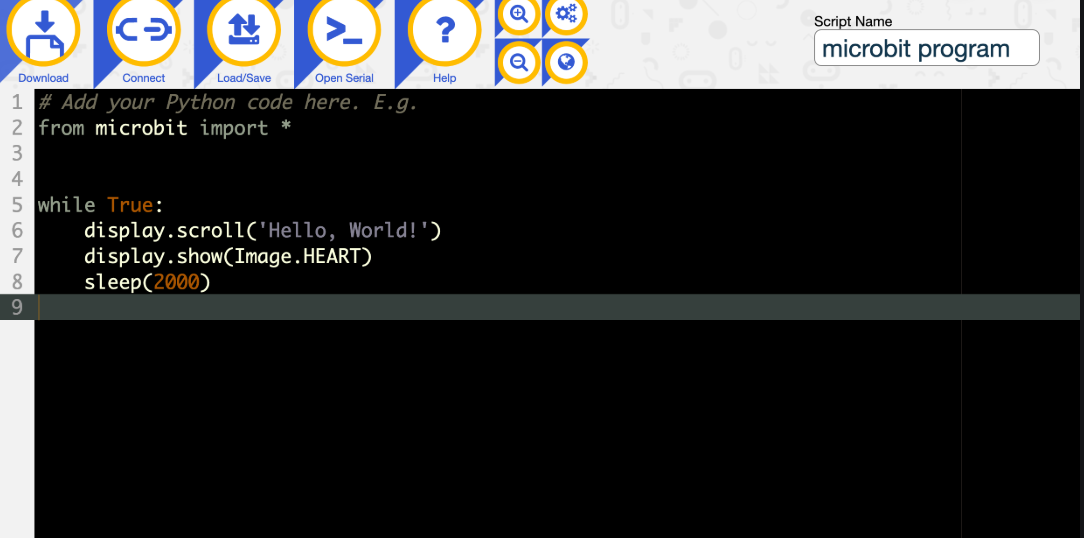 Download Connect Load/Save Open Serial Help
Script Name
microbit program
1 # Add your Python code here. E.g.
2 from microbit import *
3
4
5 while True:
6     display.scroll('Hello, World!')
7     display.show(Image.HEART)
8     sleep(2000)
9